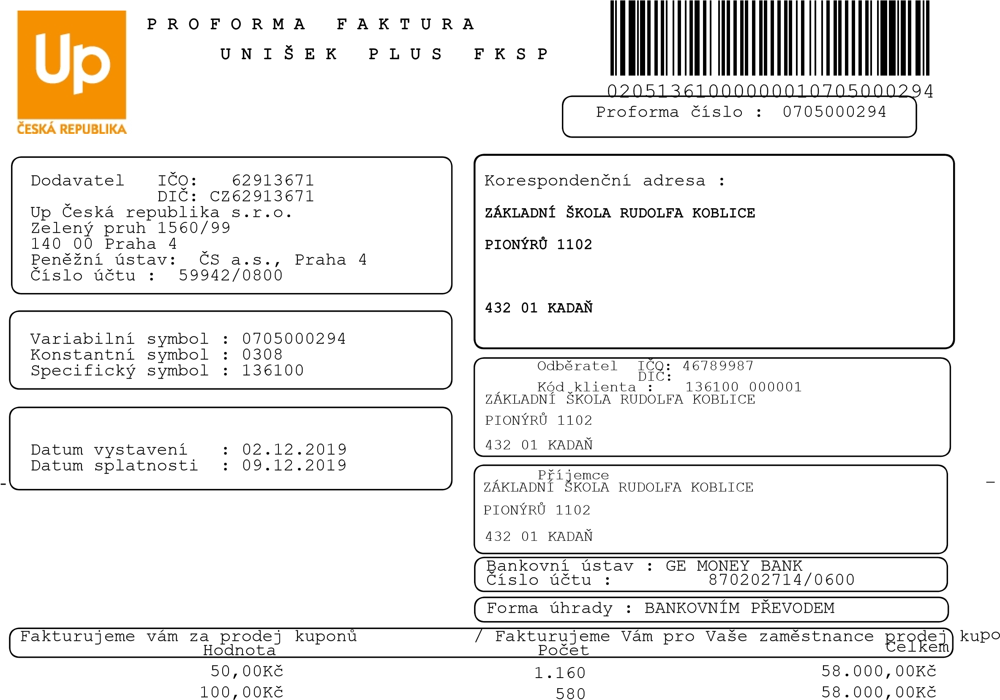 Up
ČESKÁ REPUBLIKA
PROFORMA FAKTURA
UNIŠEK PLUS FKSP
0205136100000010705000294
Proforma číslo : 0705000294
Dodavatel IČO: 62913671
DIČ: CZ62913671
Up Česká republika s.r.o.
Zelený pruh 1560/99
140 00 Praha 4
Peněžní ústav: ČS a.s., Praha 4
Číslo účtu : 59942/0800
Variabilní symbol : 0705000294
Konstantní symbol : 0308
Specifický symbol : 136100
Datum vystavení : 02.12.2019
Datum splatnosti : 09.12.2019
Korespondenční adresa :
ZÁKLADNÍ ŠKOLA RUDOLFA KOBLICE
PIONÝRŮ 1102
432 01 KADAŇ
Odběratel IČO: 46789987
DIČ:
Kód klienta : 136100 000001
ZÁKLADNÍ ŠKOLA RUDOLFA KOBLICE
PIONÝRŮ 1102
432 01 KADAŇ
Příjemce
ZÁKLADNÍ ŠKOLA RUDOLFA KOBLICE
PIONÝRŮ 1102
432 01 KADAŇ
Bankovní ústav : GE MONEY BANK
Číslo účtu : 870202714/0600
Forma úhrady : BANKOVNÍM PŘEVODEM
Fakturujeme vám za prodej kuponů / Fakturujeme Vám pro Vaše zaměstnance prodej kupo
Hodnota Počet Celkem
50,00Kč 1.160 58.000,00Kč
100,00Kč 580 58.000,00Kč